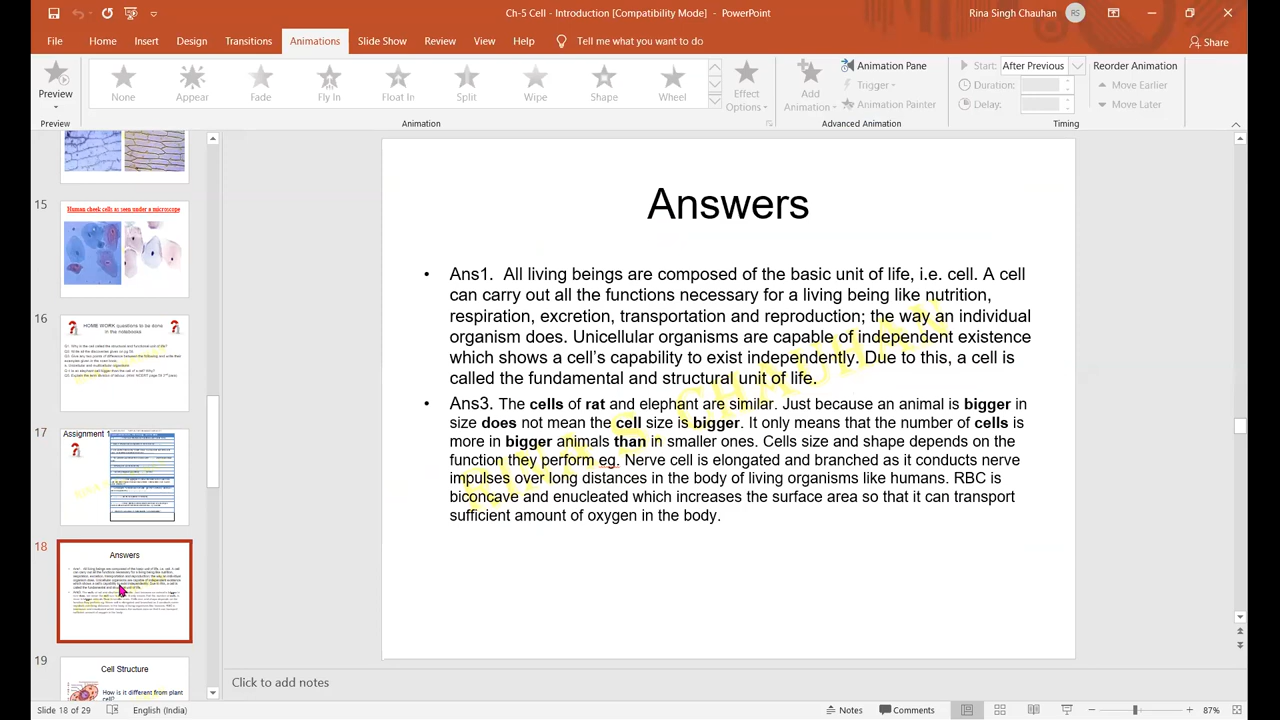 Ch-5 Cell - Introduction [Compatibility Mode] - PowerPoint
Rina Singh Chauhan
RS
File Home Insert Design Transitions Animations Slide Show Review View Help Tell me what you want to do
Share
Preview
None Appear Fade Fly In Float In Split Wipe Shape Wheel
Effect Options
Add Animation
Animation Pane
Trigger
Animation Painter
Start: After Previous
Duration:
Delay:
Reorder Animation
Move Earlier
Move Later
Preview Animation Advanced Animation Timing
15
Human cheek cells as seen under a microscope
16
HOME WORK questions to be done
in the notebooks
17
Assignment 1
18
Answers
19
Cell Structure
How is it different from plant
cell?
Answers
• Ans1. All living beings are composed of the basic unit of life, i.e. cell. A cell
can carry out all the functions necessary for a living being like nutrition,
respiration, excretion, transportation and reproduction; the way an individual
organism does. Unicellular organisms are capable of independent existence
which shows a cell's capability to exist independently. Due to this, a cell is
called the fundamental and structural unit of life.
• Ans3. The cells of rat and elephant are similar. Just because an animal is bigger in
size does not mean the cell size is bigger. It only means that the number of cells is
more in bigger animals than in smaller ones. Cells size and shape depends on the
function they perform.
eg. Nerve cell is elongated and branched as it conducts nerve
impulses over long distances in the body of living organisms like humans. RBC is
biconcave and
which increases the surface area so that it can transport
sufficient amount of oxygen in the body.
Click to add notes
Slide 18 of 29
English (India)
Notes
Comments
87%